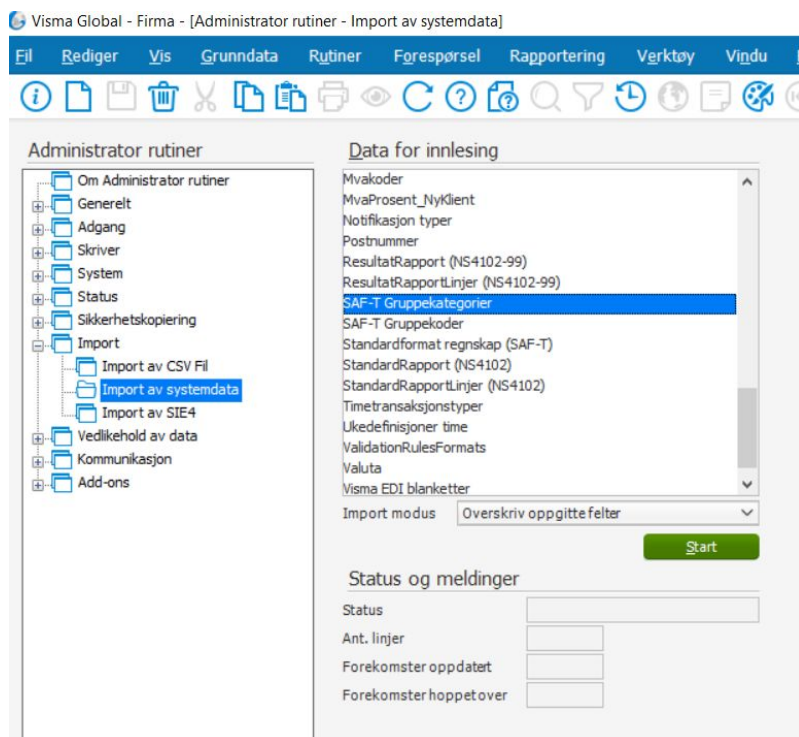 Visma Global - Firma - [Administrator rutiner - Import av systemdata]
Fil Rediger Vis Grunndata Rutiner Forespørsel Rapportering Verktøy Vindu
Administrator rutiner
Om Administrator rutiner
Generelt
Adgang
Skriver
System
Status
Sikkerhetskopiering
Import
Import av CSV Fil
Import av systemdata
Import av SIE4
Vedlikehold av data
Kommunikasjon
Add-ons
Data for innlesing
Mvakoder
MvaProsent_NyKlient
Notifikasjon typer
Postnummer
ResultatRapport (NS4102-99)
ResultatRapportLinjer (NS4102-99)
SAF-T Gruppekategorier
SAF-T Gruppekoder
Standardformat regnskap (SAF-T)
StandardRapport (NS4102)
StandardRapportLinjer (NS4102)
Timetransaksjonstyper
Ukedefinisjoner time
ValidationRulesFormats
Valuta
Visma EDI blanketter
Import modus Overskriv oppgitte felter
Start
Status og meldinger
Status
Ant. linjer
Forekomster oppdatert
Forekomster hoppet over